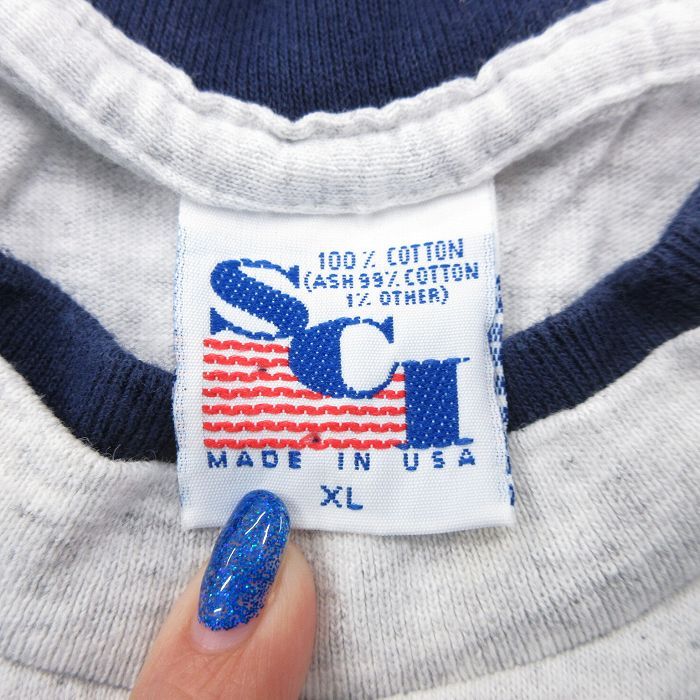 100% COTTON
(ASH 99% COTTON
1% OTHER)
SCI
MADE IN USA
XL